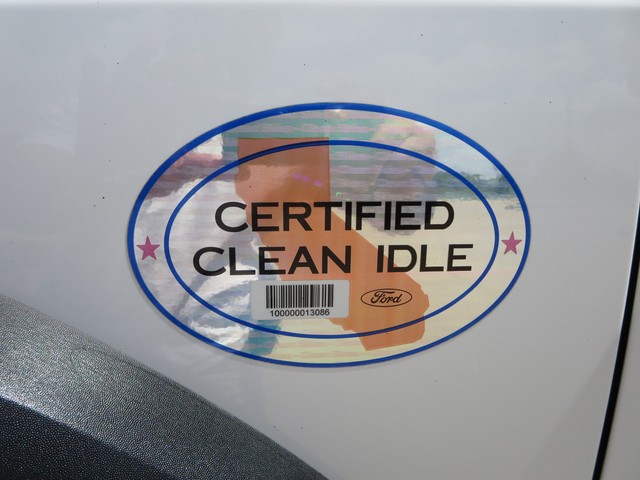 CERTIFIED
CLEAN IDLE
100000013086
Ford